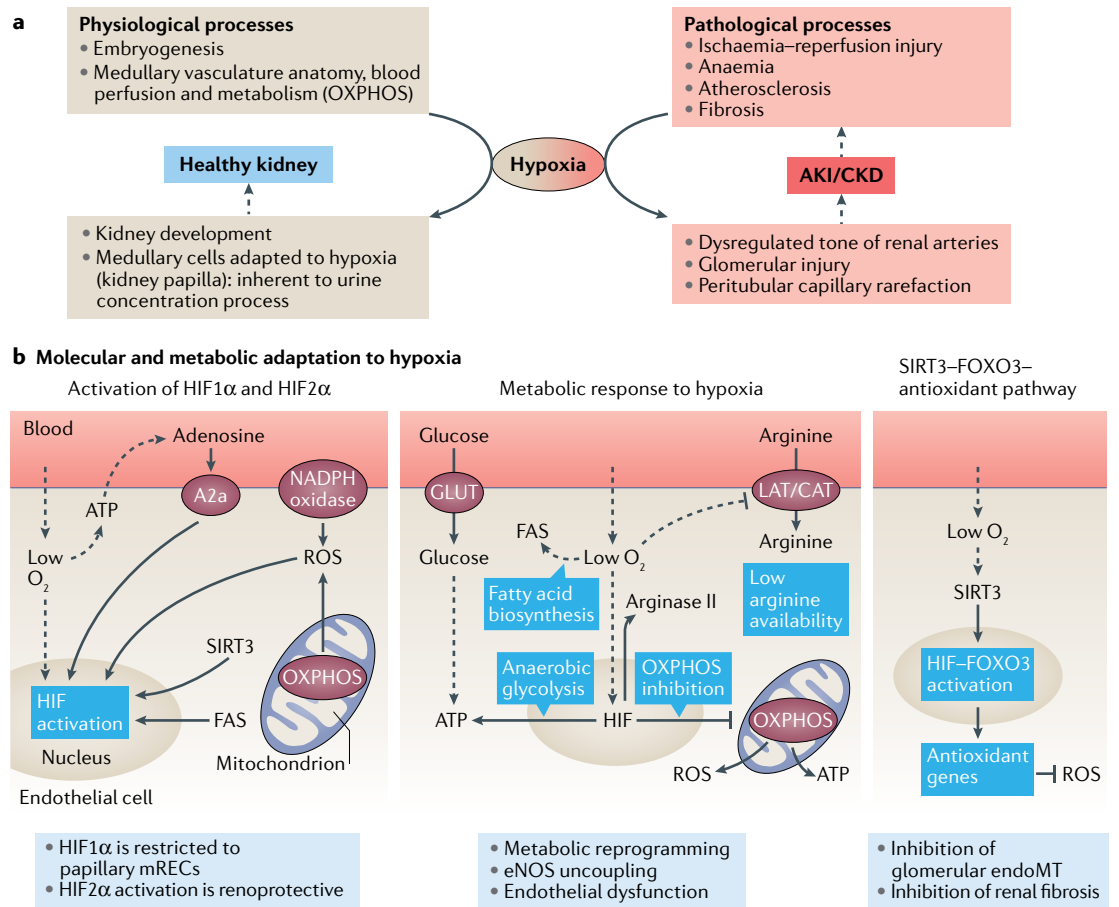 a
Physiological processes
• Embryogenesis
• Medullary vasculature anatomy, blood
perfusion and metabolism (OXPHOS)
Pathological processes
• Ischaemia–reperfusion injury
• Anaemia
• Atherosclerosis
• Fibrosis
Healthy kidney
Hypoxia
AKI/CKD
• Kidney development
• Medullary cells adapted to hypoxia
(kidney papilla): inherent to urine
concentration process
• Dysregulated tone of renal arteries
• Glomerular injury
• Peritubular capillary rarefaction
b Molecular and metabolic adaptation to hypoxia
Activation of HIF1α and HIF2α
Blood
Adenosine
A2a
NADPH
oxidase
ATP
Low
O2
ROS
SIRT3
OXPHOS
HIF
activation
FAS
Nucleus
Mitochondrion
Endothelial cell
• HIF1α is restricted to
papillary mRECs
• HIF2α activation is renoprotective
Metabolic response to hypoxia
Glucose
Arginine
GLUT
LAT/CAT
FAS
Glucose
Low O2
Arginine
Fatty acid
biosynthesis
Arginase II
Low
arginine
availability
Anaerobic
glycolysis
OXPHOS
inhibition
ATP
HIF
OXPHOS
ROS
ATP
• Metabolic reprogramming
• eNOS uncoupling
• Endothelial dysfunction
SIRT3–FOXO3–
antioxidant pathway
Low O2
SIRT3
HIF–FOXO3
activation
Antioxidant
genes
ROS
• Inhibition of
glomerular endoMT
• Inhibition of renal fibrosis